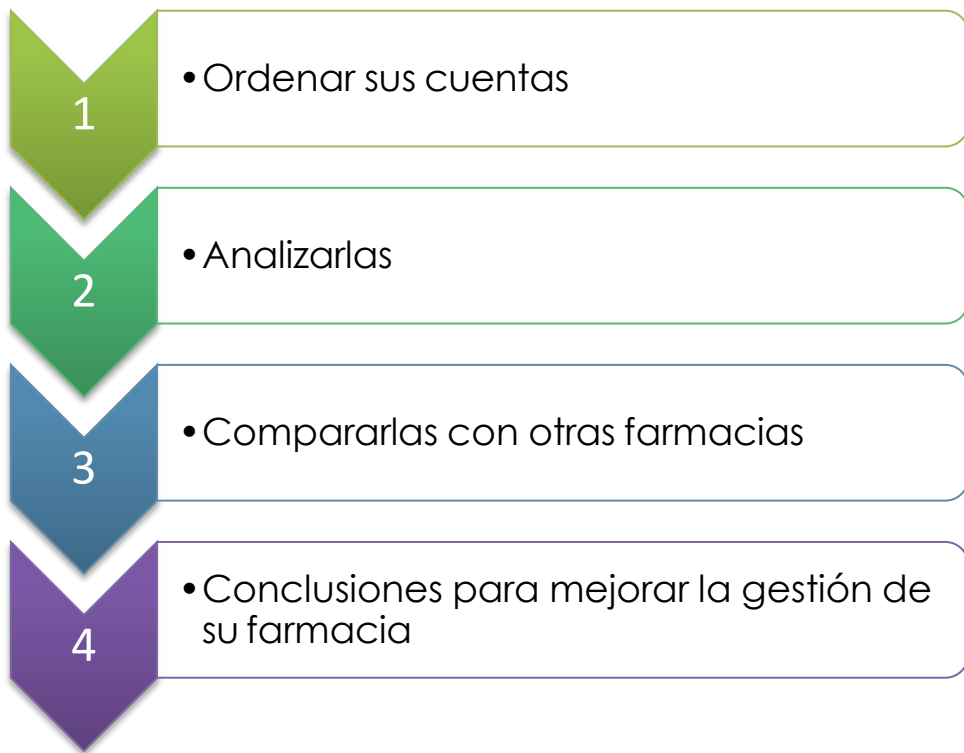 1
•Ordenar sus cuentas
2
•Analizarlas
3
•Compararlas con otras farmacias
4
•Conclusiones para mejorar la gestión de
su farmacia